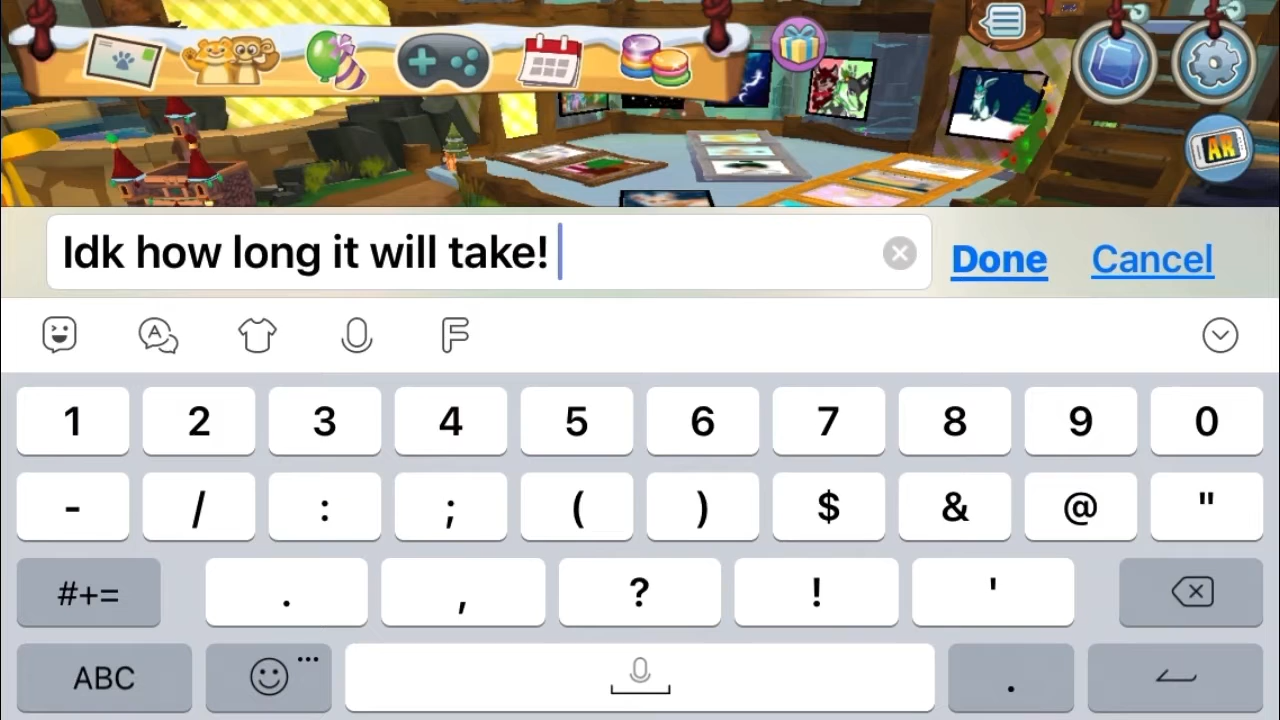 AR
Idk how long it will take!
Done Cancel
A F
1 2 3 4 5 6 7 8 9 0
- / : ; ( ) $ & @ "
#+= . , ? ! '
ABC .